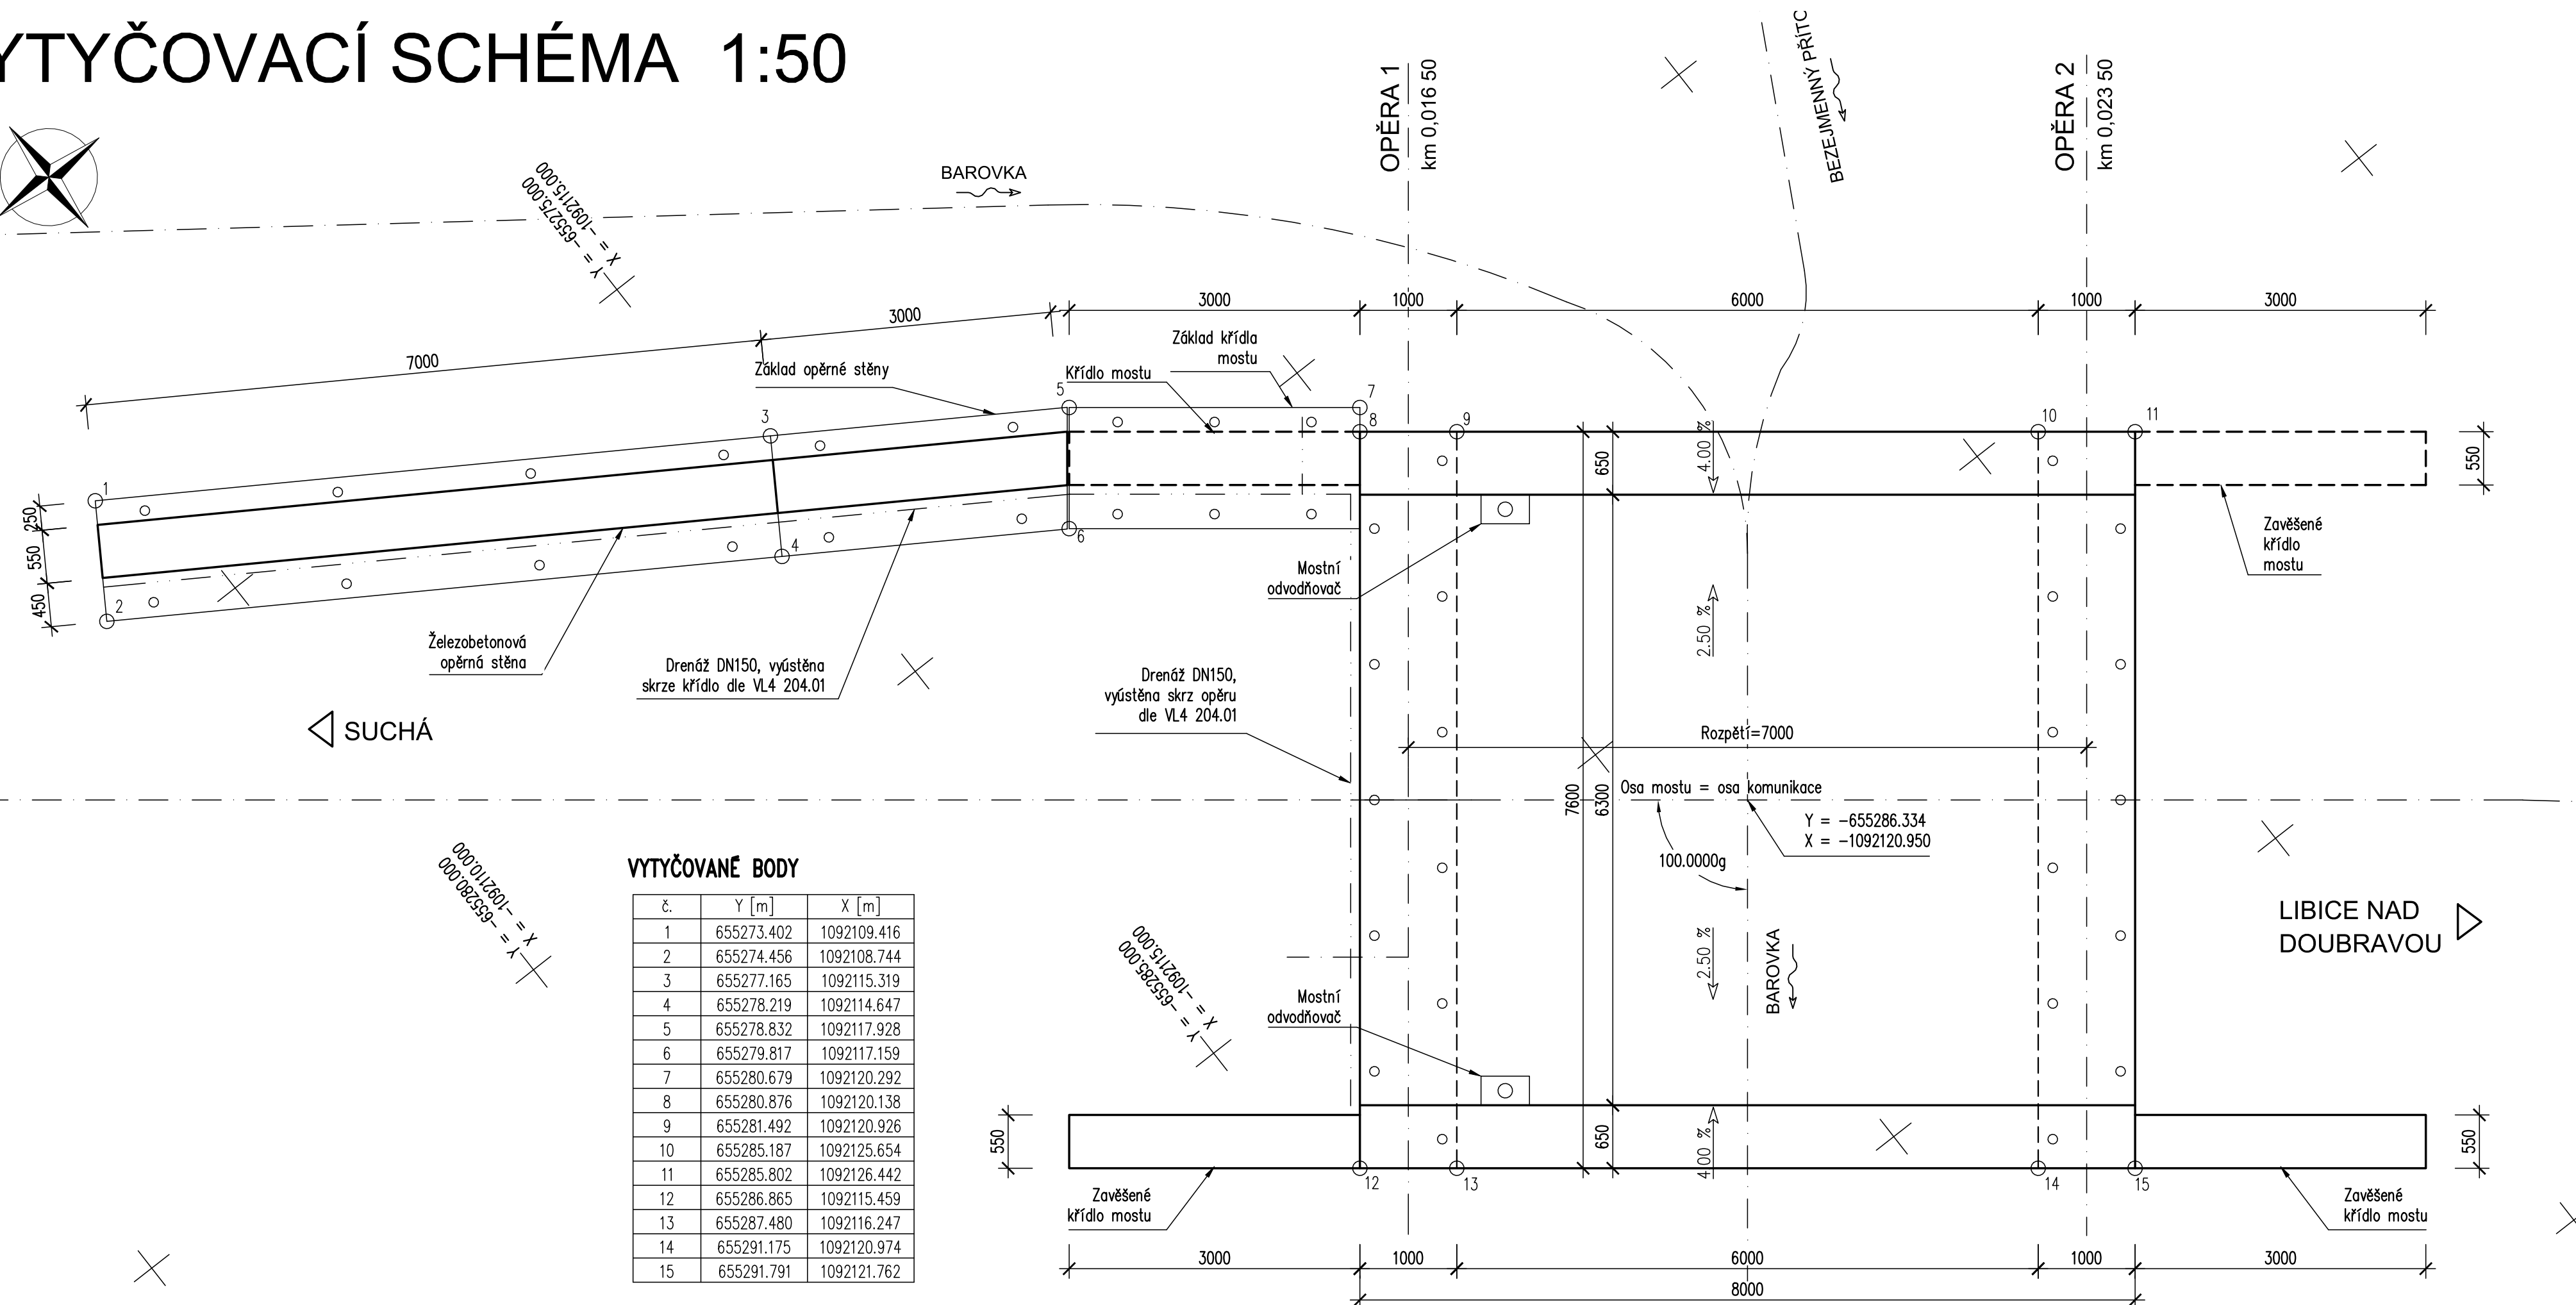 YTYČOVACÍ SCHÉMA 1:50
OPĚRA 1
km 0,016 50
BEZEJMENNÝ PŘÍTO
OPĚRA 2
km 0,023 50
BAROVKA
Y = -655275.000
X = -1092115.000
3000
1000
6000
1000
3000
7000
3000
Základ opěrné stěny
Křídlo mostu
Základ křídla
mostu
1
2
3
4
5
6
7
8
9
10
11
250
550
450
650
4.00 %
550
Zavěšené
křídlo
mostu
Mostní
odvodňovač
2.50 %
Železobetonová
opěrná stěna
Drenáž DN150, vyústěna
skrze křídlo dle VL4 204.01
Drenáž DN150,
vyústěna skrz opěru
dle VL4 204.01
SUCHÁ
Rozpětí=7000
7600
6300
Osa mostu = osa komunikace
Y = -655286.334
X = -1092120.950
100.0000g
Y = -655280.000
X = -1092110.000
VYTYČOVANÉ BODY
č. Y [m] X [m]
1 655273.402 1092109.416
2 655274.456 1092108.744
3 655277.165 1092115.319
4 655278.219 1092114.647
5 655278.832 1092117.928
6 655279.817 1092117.159
7 655280.679 1092120.292
8 655280.876 1092120.138
9 655281.492 1092120.926
10 655285.187 1092125.654
11 655285.802 1092126.442
12 655286.865 1092115.459
13 655287.480 1092116.247
14 655291.175 1092120.974
15 655291.791 1092121.762
Y = -655285.000
X = -1092115.000
Mostní
odvodňovač
2.50 %
BAROVKA
LIBICE NAD
DOUBRAVOU
550
650
4.00 %
550
12
13
14
15
Zavěšené
křídlo mostu
Zavěšené
křídlo mostu
3000
1000
6000
1000
3000
8000